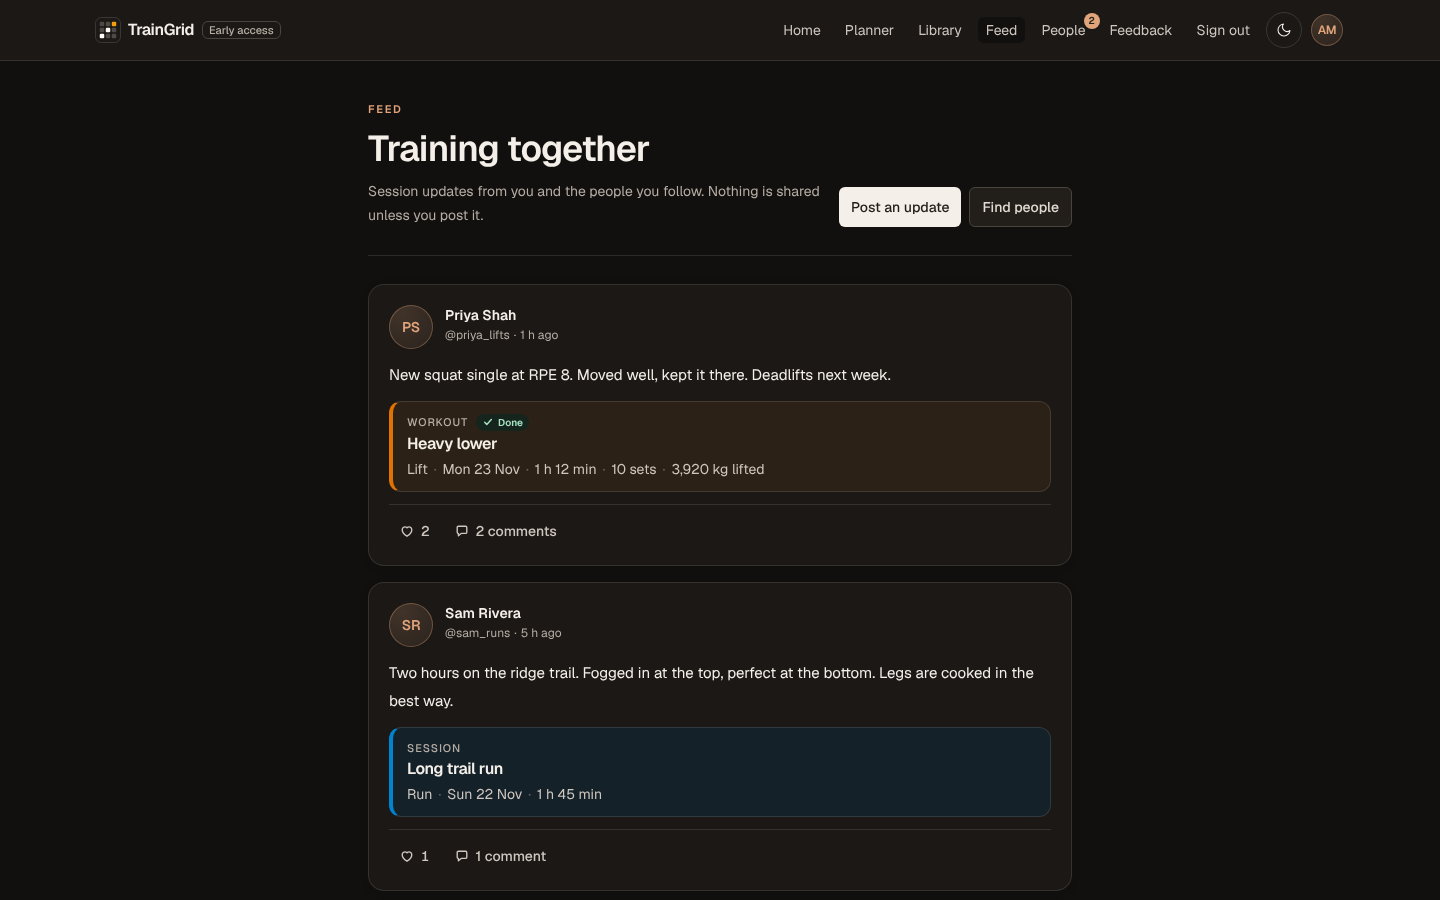 TrainGrid Early access Home Planner Library Feed People 2 Feedback Sign out AM
FEED
Training together
Session updates from you and the people you follow. Nothing is shared
unless you post it.
Post an update Find people
PS
Priya Shah
@priya_lifts · 1 h ago
New squat single at RPE 8. Moved well, kept it there. Deadlifts next week.
WORKOUT Done
Heavy lower
Lift · Mon 23 Nov · 1 h 12 min · 10 sets · 3,920 kg lifted
2 2 comments
SR
Sam Rivera
@sam_runs · 5 h ago
Two hours on the ridge trail. Fogged in at the top, perfect at the bottom. Legs are cooked in the
best way.
SESSION
Long trail run
Run · Sun 22 Nov · 1 h 45 min
1 1 comment